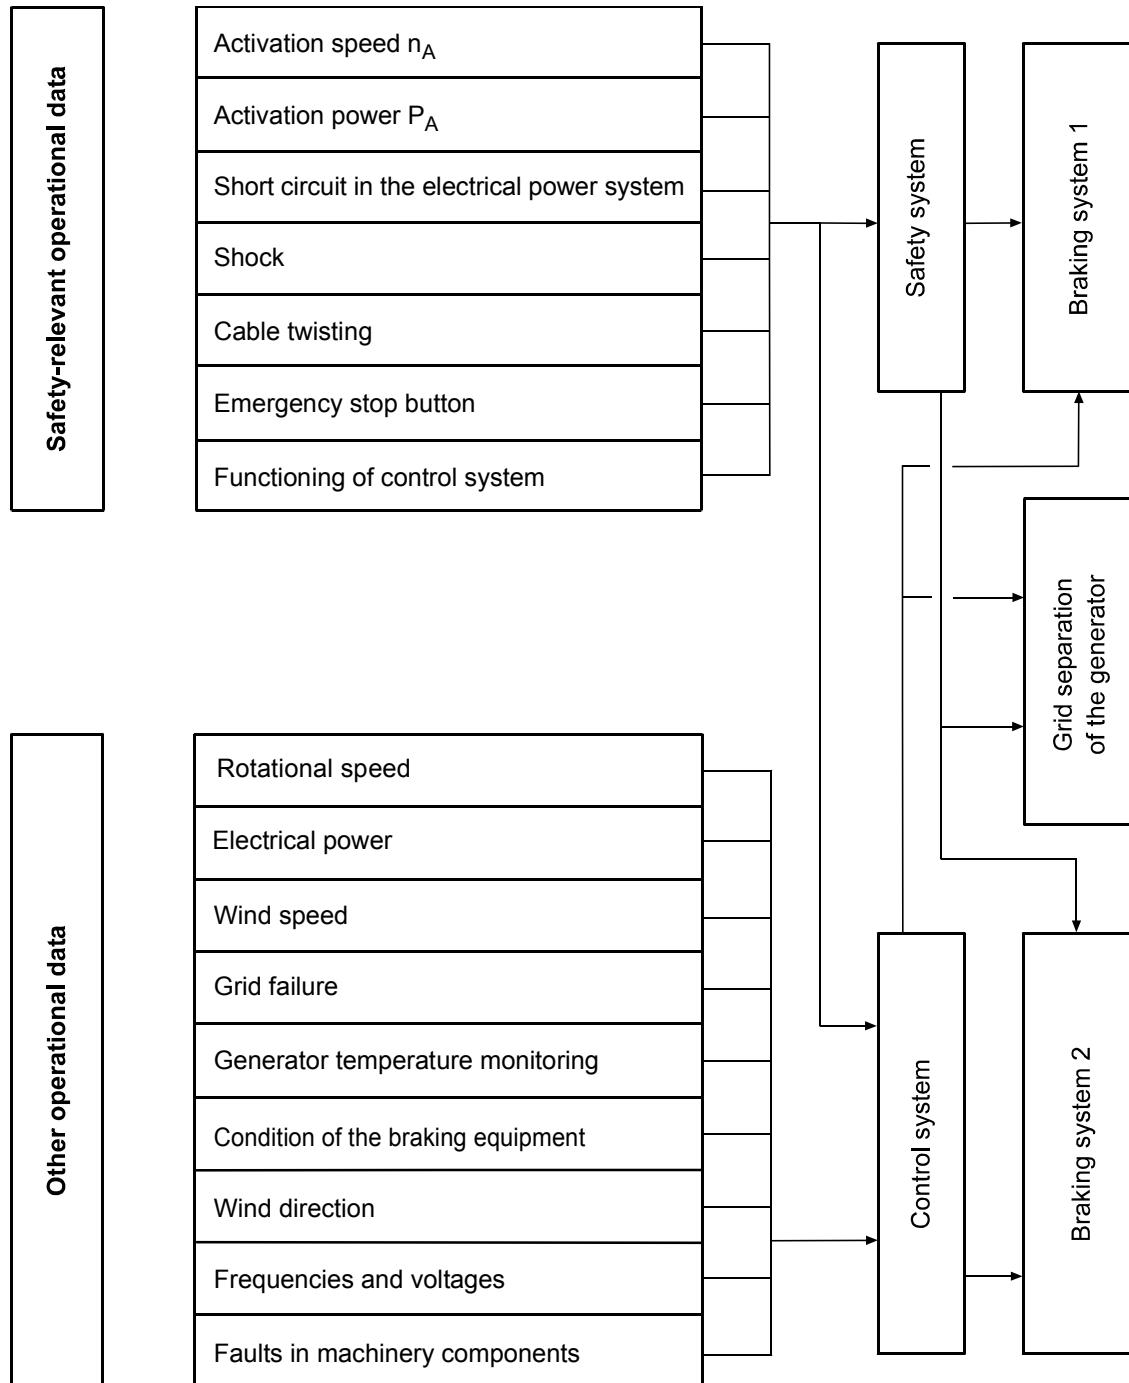 Safety-relevant operational data
Activation speed nA
Activation power PA
Short circuit in the electrical power system
Shock
Cable twisting
Emergency stop button
Functioning of control system
Safety system
Braking system 1
Grid separation
of the generator
Other operational data
Rotational speed
Electrical power
Wind speed
Grid failure
Generator temperature monitoring
Condition of the braking equipment
Wind direction
Frequencies and voltages
Faults in machinery components
Control system
Braking system 2